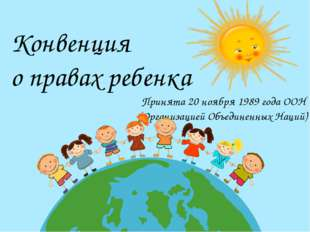 Конвенция
о правах ребенка
Принята 20 ноября 1989 года ООН
Организацией Объединенных Наций)